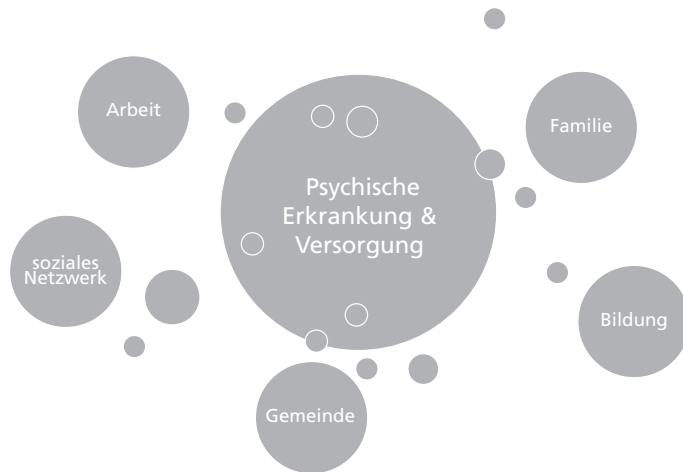 Arbeit
Familie
Psychische
Erkrankung &
Versorgung
soziales
Netzwerk
Bildung
Gemeinde